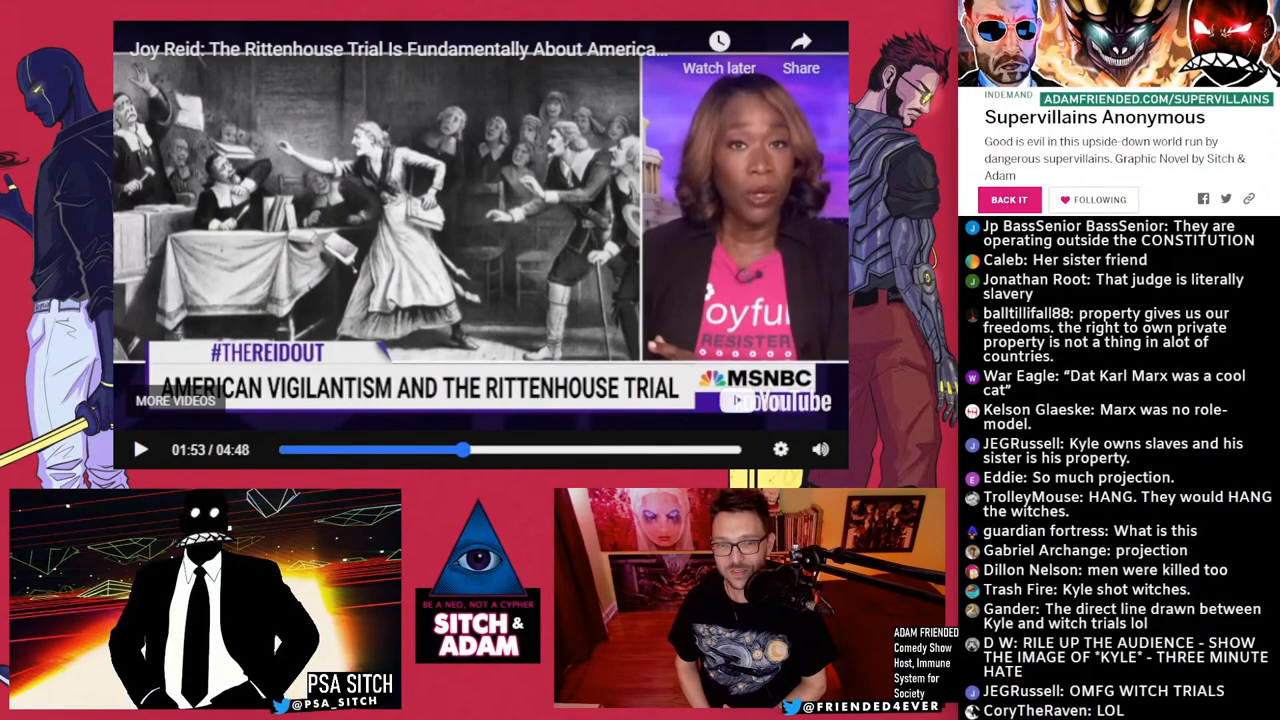 Joy Reid: The Rittenhouse Trial Is Fundamentally About America...
Watch later
Share
oyful
RESISTER
#THEREIDOUT
AMERICAN VIGILANTISM AND THE RITTENHOUSE TRIAL
MSNBC
MORE VIDEOS
YouTube
01:53 / 04:48
PSA SITCH
@PSA_SITCH
BE A NEO, NOT A CYPHER
SITCH &
ADAM
ADAM FRIENDED
Comedy Show
Host, Immune
System for
Society
@FRIENDED4EVER
INDEMAND
ADAMFRIENDED.COM/SUPERVILLAINS
Supervillains Anonymous
Good is evil in this upside-down world run by
dangerous supervillains. Graphic Novel by Sitch &
Adam
BACK IT
FOLLOWING
Jp BassSenior BassSenior: They are
operating outside the CONSTITUTION
Caleb: Her sister friend
Jonathan Root: That judge is literally
slavery
balltillifall88: property gives us our
freedoms. the right to own private
property is not a thing in alot of
countries.
War Eagle: “Dat Karl Marx was a cool
cat”
Kelson Glaeske: Marx was no role-
model.
JEGRussell: Kyle owns slaves and his
sister is his property.
Eddie: So much projection.
TrolleyMouse: HANG. They would HANG
the witches.
guardian fortress: What is this
Gabriel Archange: projection
Dillon Nelson: men were killed too
Trash Fire: Kyle shot witches.
Gander: The direct line drawn between
Kyle and witch trials lol
D W: RILE UP THE AUDIENCE - SHOW
THE IMAGE OF *KYLE* - THREE MINUTE
HATE
JEGRussell: OMFG WITCH TRIALS
CoryTheRaven: LOL